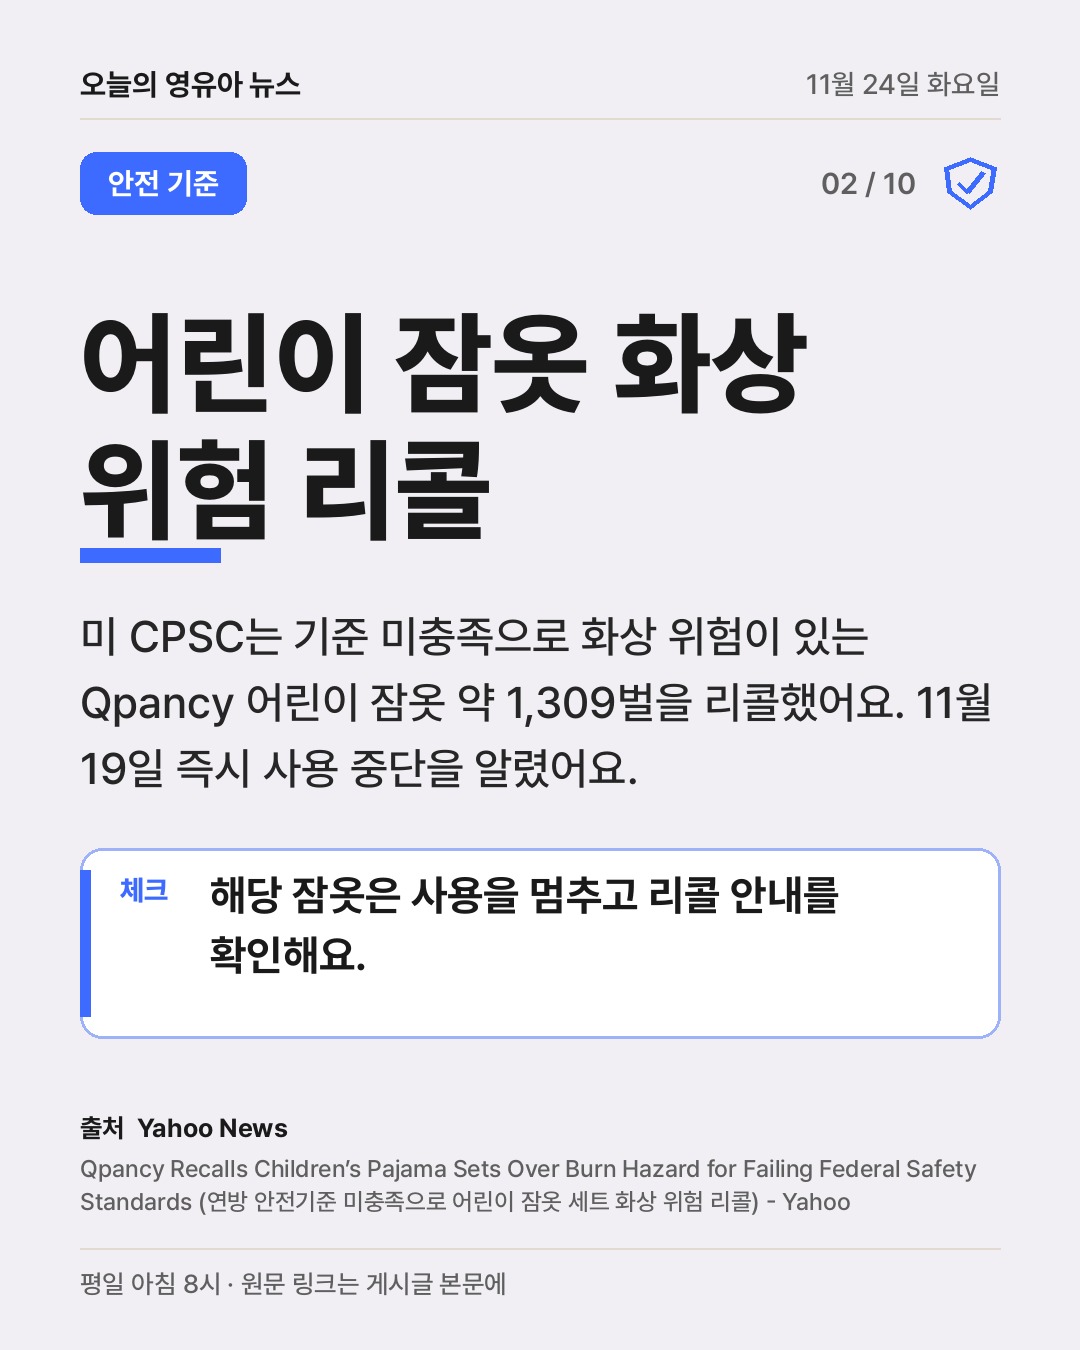 오늘의 영유아 뉴스
11월 24일 화요일
안전 기준
02 / 10
어린이 잠옷 화상
위험 리콜
미 CPSC는 기준 미충족으로 화상 위험이 있는
Qpancy 어린이 잠옷 약 1,309벌을 리콜했어요. 11월
19일 즉시 사용 중단을 알렸어요.
체크
해당 잠옷은 사용을 멈추고 리콜 안내를
확인해요.
출처 Yahoo News
Qpancy Recalls Children’s Pajama Sets Over Burn Hazard for Failing Federal Safety
Standards (연방 안전기준 미충족으로 어린이 잠옷 세트 화상 위험 리콜) - Yahoo
평일 아침 8시 · 원문 링크는 게시글 본문에